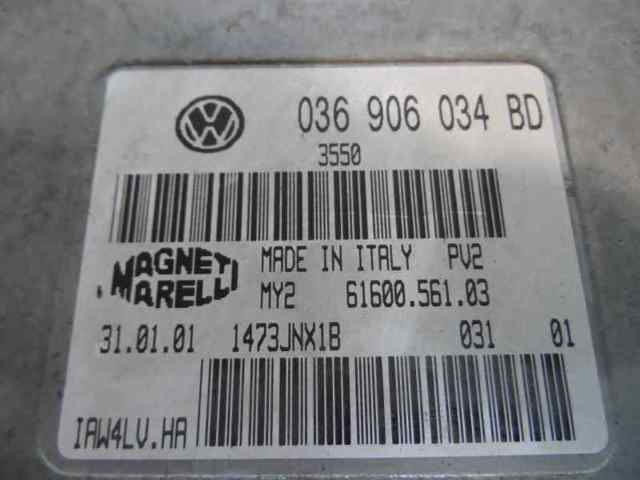 036 906 034 BD
3550
MAGNETI MARELLI
MADE IN ITALY PV2
MY2 61600.561.03
31.01.01 1473JNX1B 031 01
IAW4LV.HA